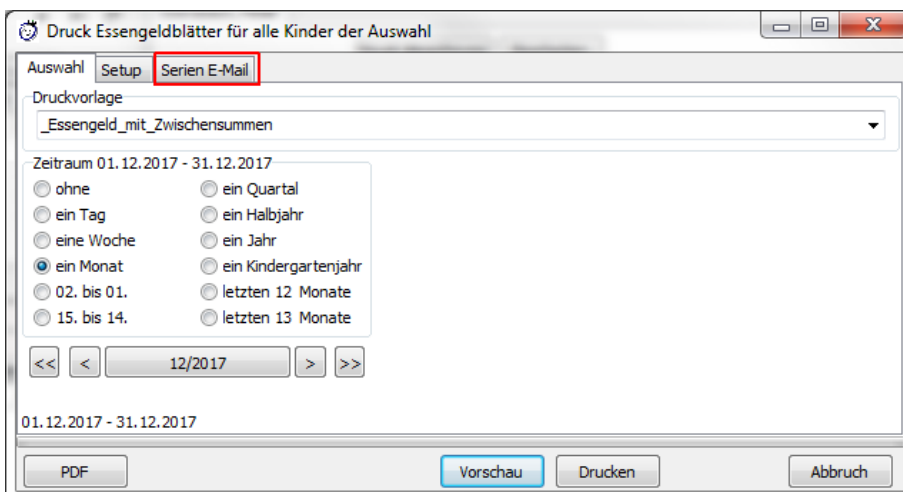 Druck Essengeldblätter für alle Kinder der Auswahl
Auswahl Setup Serien E-Mail
Druckvorlage
_Essengeld_mit_Zwischensummen
Zeitraum 01.12.2017 - 31.12.2017
ohne ein Quartal
ein Tag ein Halbjahr
eine Woche ein Jahr
ein Monat ein Kindergartenjahr
02. bis 01. letzten 12 Monate
15. bis 14. letzten 13 Monate
<< < 12/2017 > >>
01.12.2017 - 31.12.2017
PDF Vorschau Drucken Abbruch